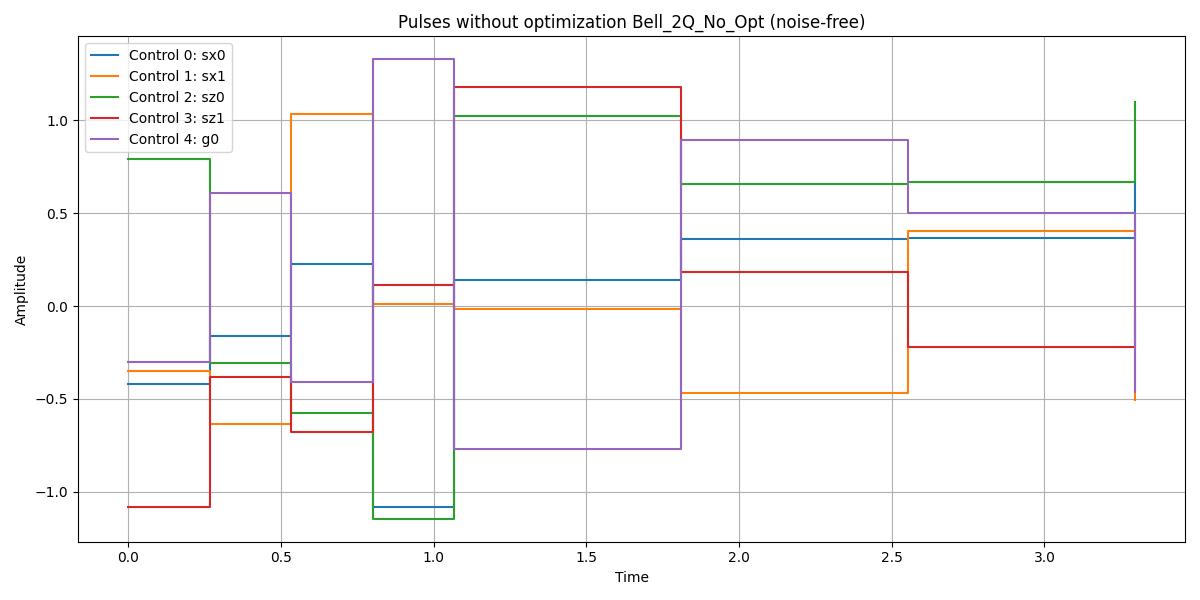 Pulses without optimization Bell_2Q_No_Opt (noise-free)
Control 0: sx0
Control 1: sx1
Control 2: sz0
Control 3: sz1
Control 4: g0
Amplitude
1.0
0.5
0.0
−0.5
−1.0
0.0 0.5 1.0 1.5 2.0 2.5 3.0
Time